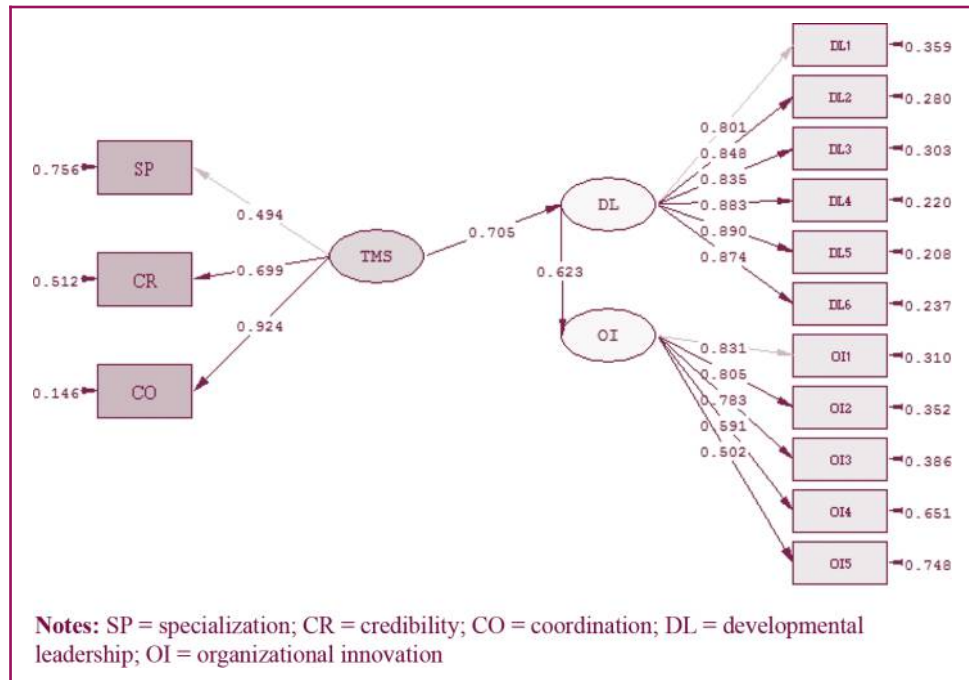 DL1
0.359
DL2
0.280
0.801
0.848
DL3
0.303
0.835
0.756
SP
DL4
0.220
0.883
DL
0.890
0.494
0.705
DL5
0.208
0.874
TMS
0.699
0.623
0.512
CR
DL6
0.237
0.924
OI
0.831
OI1
0.310
0.805
0.146
CO
0.783
OI2
0.352
0.591
0.502
OI3
0.386
OI4
0.651
OI5
0.748
Notes: SP = specialization; CR = credibility; CO = coordination; DL = developmental
leadership; OI = organizational innovation